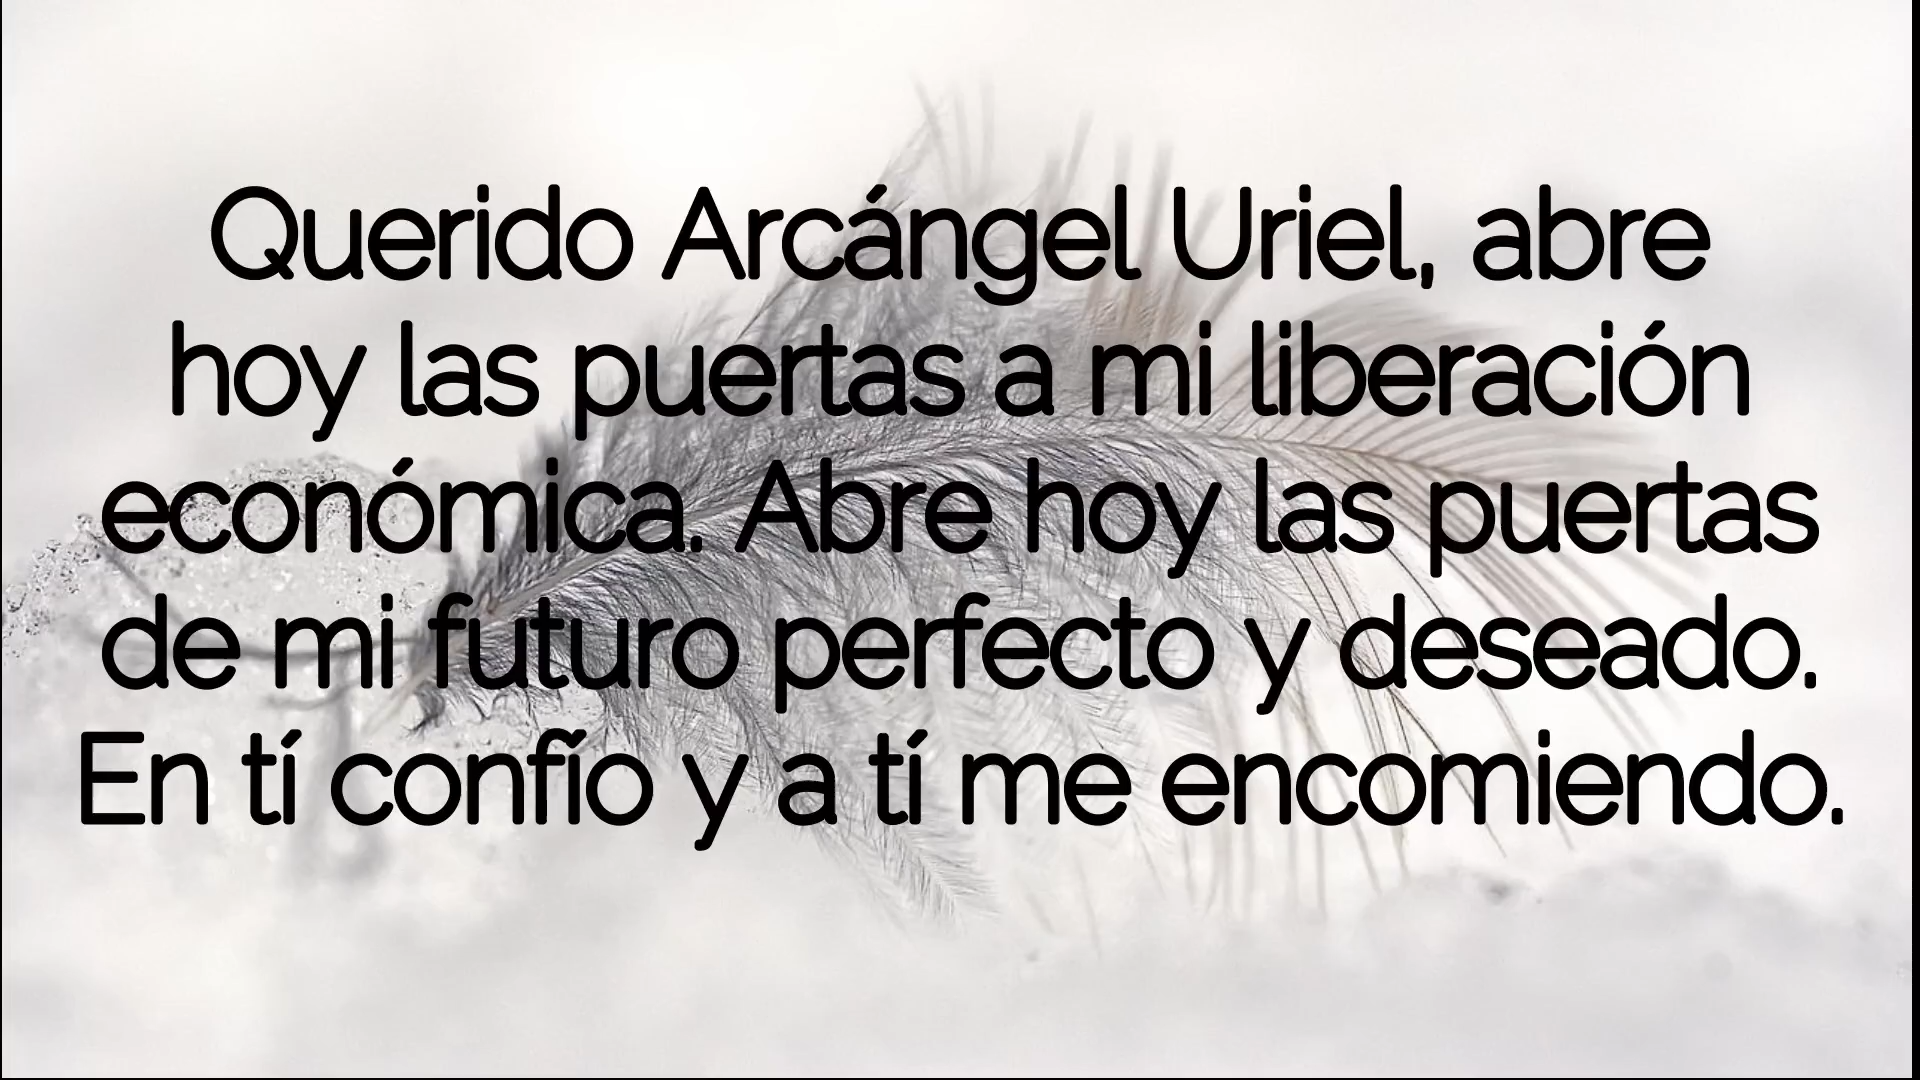 Querido Arcángel Uriel, abre
hoy las puertas a mi liberación
económica. Abre hoy las puertas
de mi futuro perfecto y deseado.
En tí confío y a tí me encomiendo.